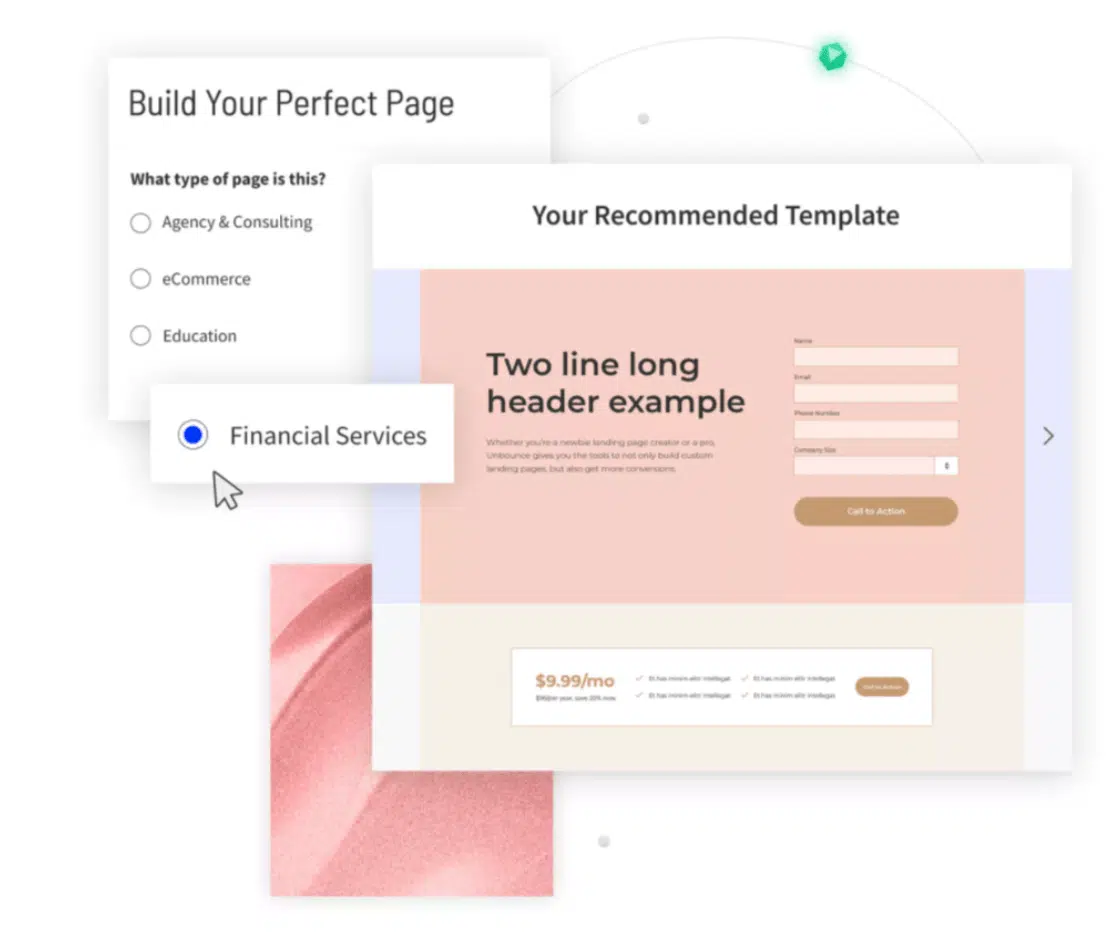 Build Your Perfect Page
What type of page is this?
Agency & Consulting
eCommerce
Education
Financial Services
Your Recommended Template
Two line long
header example
Whether you're a newbie landing page creator or a pro,
Unbounce gives you the tools to not only build custom
landing pages, but also get more conversions.
Name
Email
Phone Number
Company Size
Call to Action
$9.99/mo
Et has minim elitr intellegat
Et has minim elitr intellegat
Et has minim elitr intellegat
Et has minim elitr intellegat
Call to Action